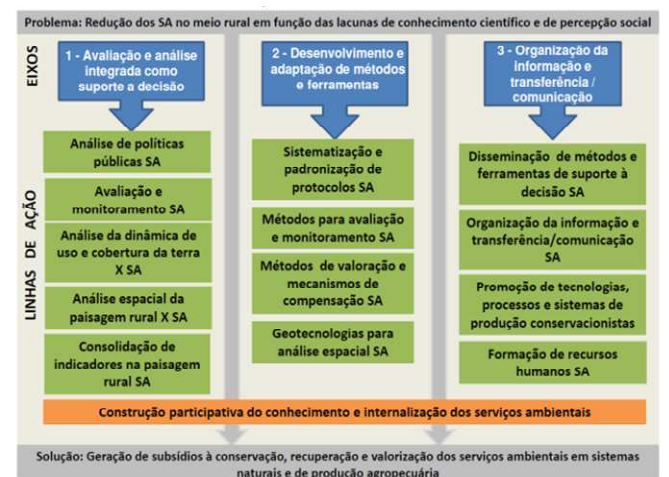 Problema: Redução dos SA no meio rural em função das lacunas de conhecimento científico e de percepção social
EIXOS
1 - Avaliação e análise
integrada como
suporte a decisão
2 - Desenvolvimento e
adaptação de métodos
e ferramentas
3 - Organização da
informação e
transferência /
comunicação
LINHAS DE AÇÃO
Análise de políticas
públicas SA
Avaliação e
monitoramento SA
Análise da dinâmica de
uso e cobertura da terra
X SA
Análise espacial da
paisagem rural X SA
Consolidação de
indicadores na paisagem
rural SA
Sistematização e
padronização de
protocolos SA
Métodos para avaliação
e monitoramento SA
Métodos de valoração e
mecanismos de
compensação SA
Geotecnologias para
análise espacial SA
Disseminação de métodos e
ferramentas de suporte à
decisão SA
Organização da informação e
transferência/comunicação
SA
Promoção de tecnologias,
processos e sistemas de
produção conservacionistas
Formação de recursos
humanos SA
Construção participativa do conhecimento e internalização dos serviços ambientais
Solução: Geração de subsídios à conservação, recuperação e valorização dos serviços ambientais em sistemas
naturais e de produção agropecuária